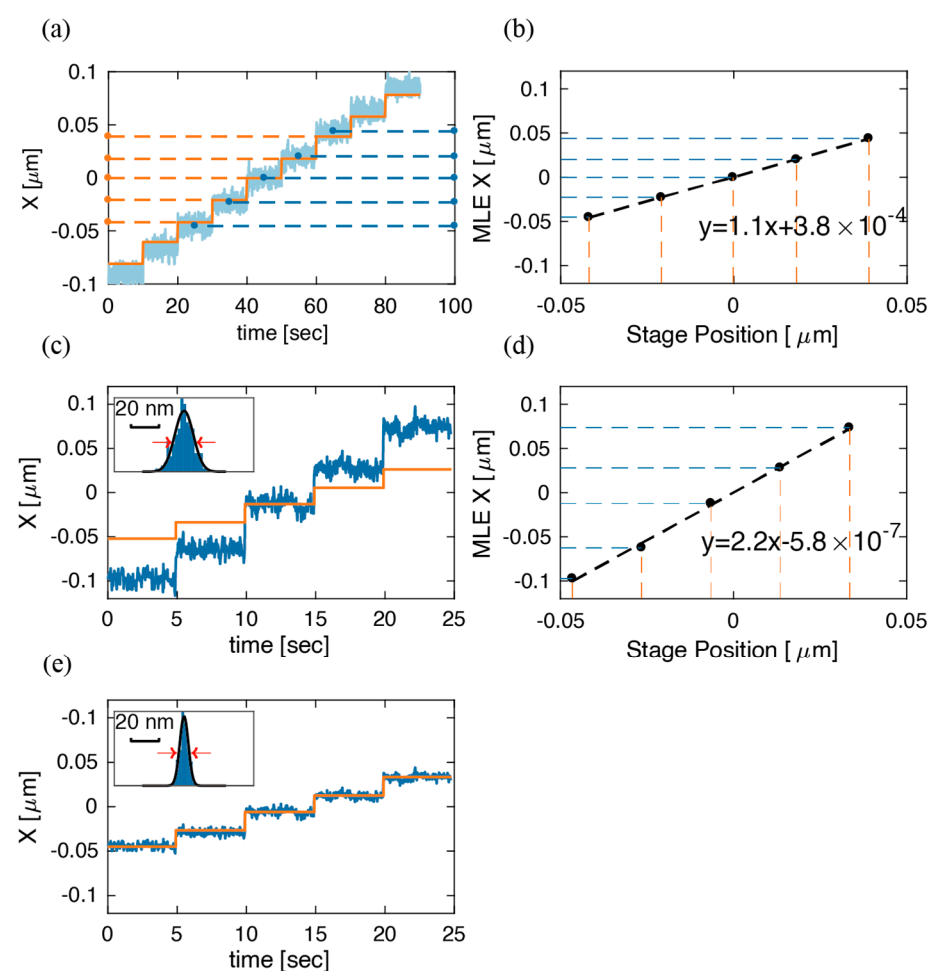 (a)
X [μm]
0.1
0.05
0
-0.05
-0.1
0 20 40 60 80 100
time [sec]
(b)
MLE X [μm]
0.1
0.05
0
-0.05
-0.1
y=1.1x+3.8 × 10⁻⁴
-0.05 0 0.05
Stage Position [ μm]
(c)
X [μm]
0.1
0.05
0
-0.05
-0.1
20 nm
0 5 10 15 20 25
time [sec]
(d)
MLE X [μm]
0.1
0.05
0
-0.05
-0.1
y=2.2x-5.8 × 10⁻⁷
-0.05 0 0.05
Stage Position [ μm]
(e)
X [μm]
-0.1
0.05
0
-0.05
-0.1
20 nm
0 5 10 15 20 25
time [sec]